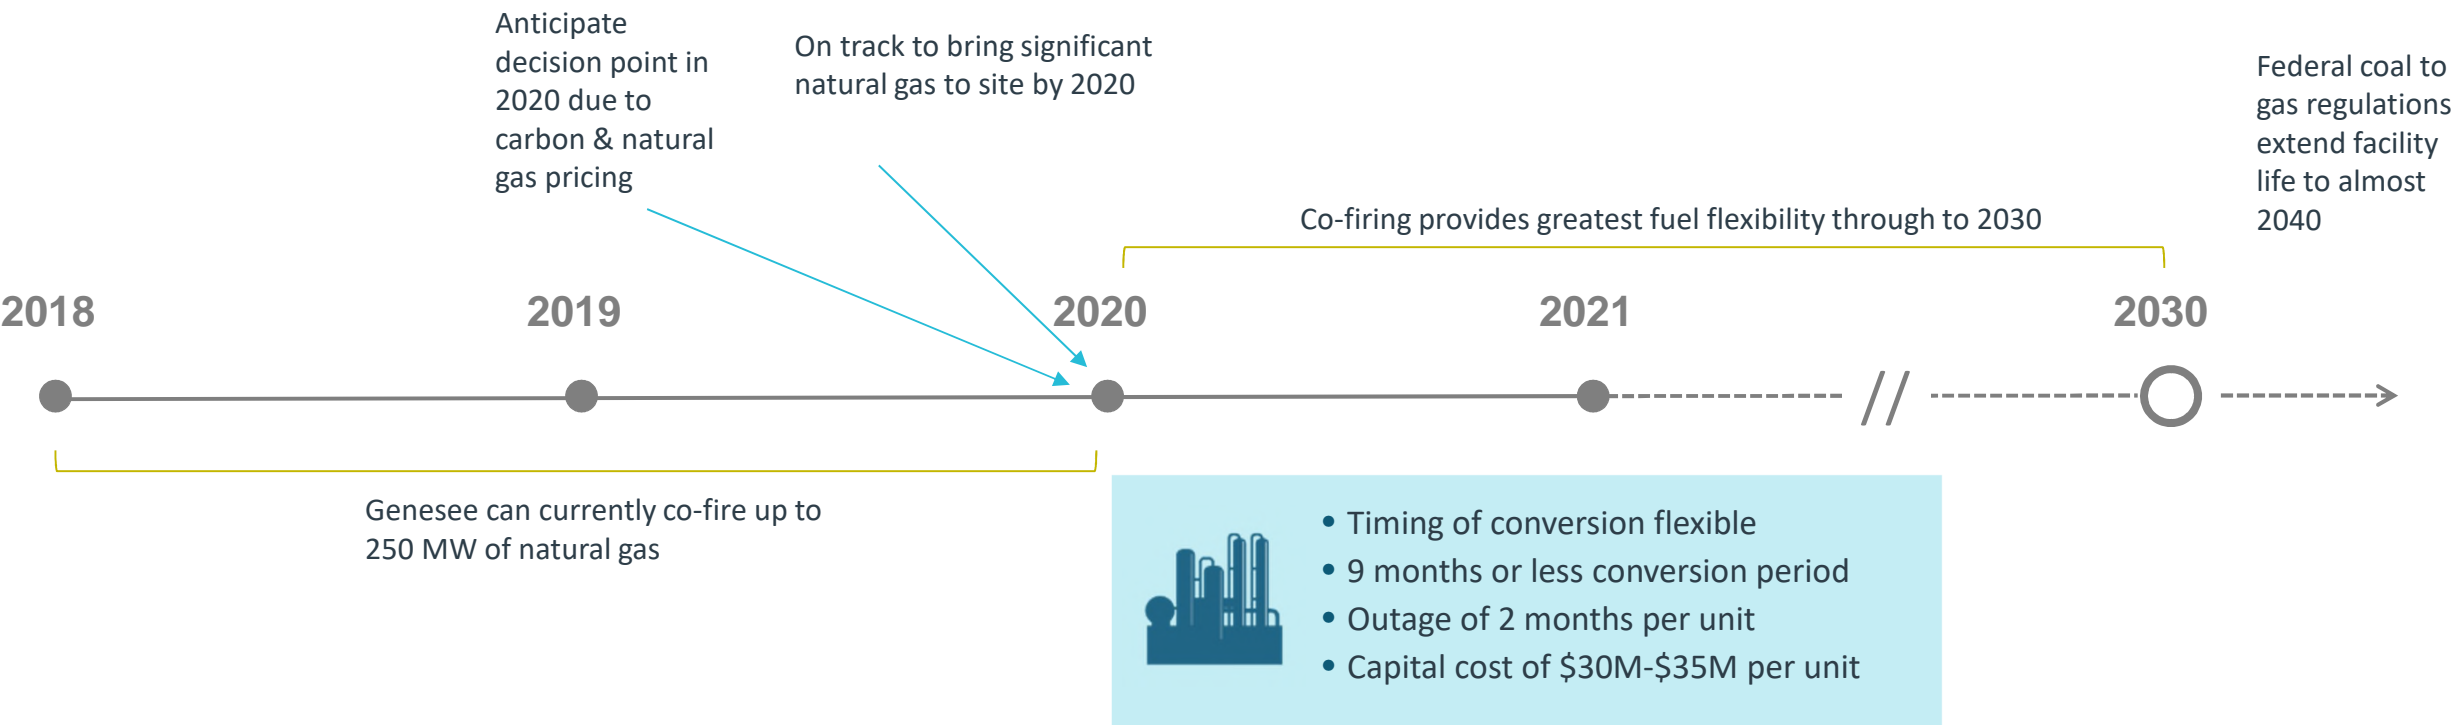 Anticipate
decision point in
2020 due to
carbon & natural
gas pricing
On track to bring significant
natural gas to site by 2020
Federal coal to
gas regulations
extend facility
life to almost
2040
Co-firing provides greatest fuel flexibility through to 2030
2018
2019
2020
2021
2030
//
Genesee can currently co-fire up to
250 MW of natural gas
• Timing of conversion flexible
• 9 months or less conversion period
• Outage of 2 months per unit
• Capital cost of $30M-$35M per unit